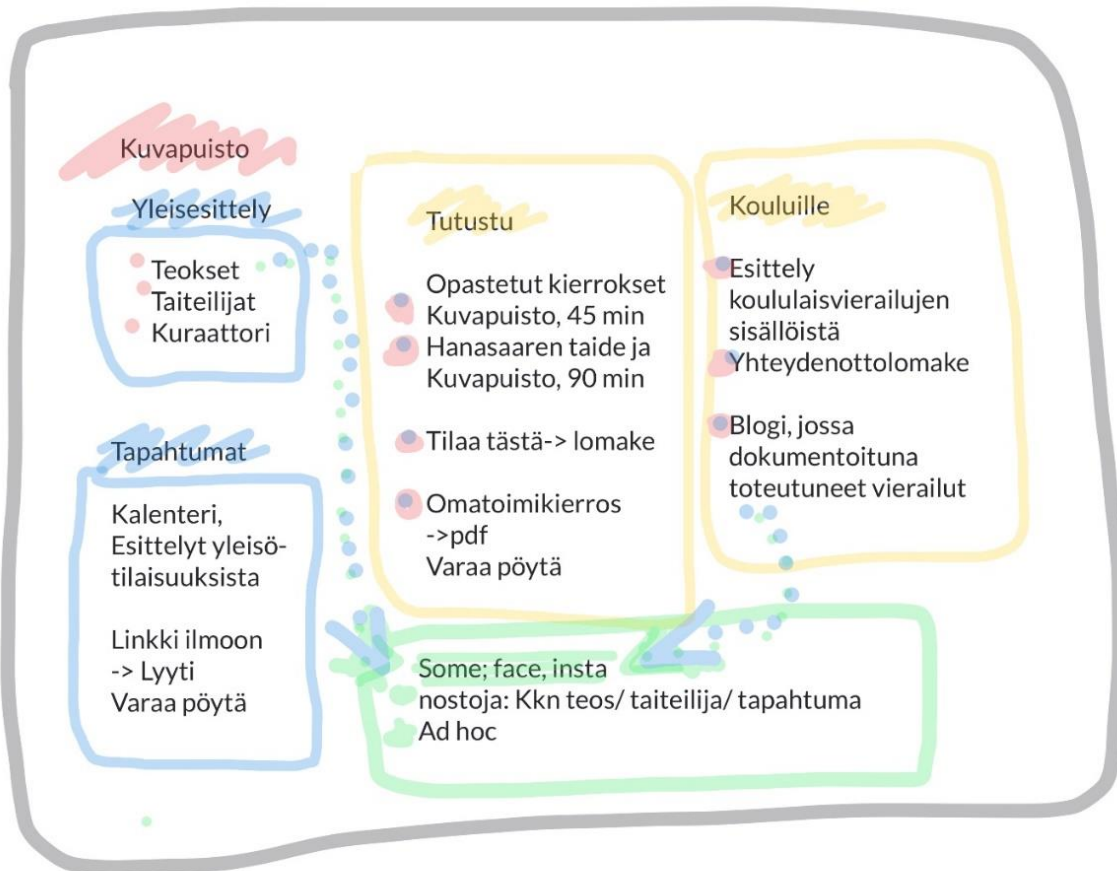 Kuvapuisto
Yleisesittely
Teokset
Taiteilijat
Kuraattori
Tapahtumat
Kalenteri,
Esittelyt yleisö-
tilaisuuksista
Linkki ilmoon
-> Lyyti
Varaa pöytä
Tutustu
Opastetut kierrokset
Kuvapuisto, 45 min
Hanasaaren taide ja
Kuvapuisto, 90 min
Tilaa tästä-> lomake
Omatoimikierros
->pdf
Varaa pöytä
Kouluille
Esittely
koululaisvierailujen
sisällöistä
Yhteydenottolomake
Blogi, jossa
dokumentoituna
toteutuneet vierailut
Some; face, insta
nostoja: Kkn teos/ taiteilija/ tapahtuma
Ad hoc